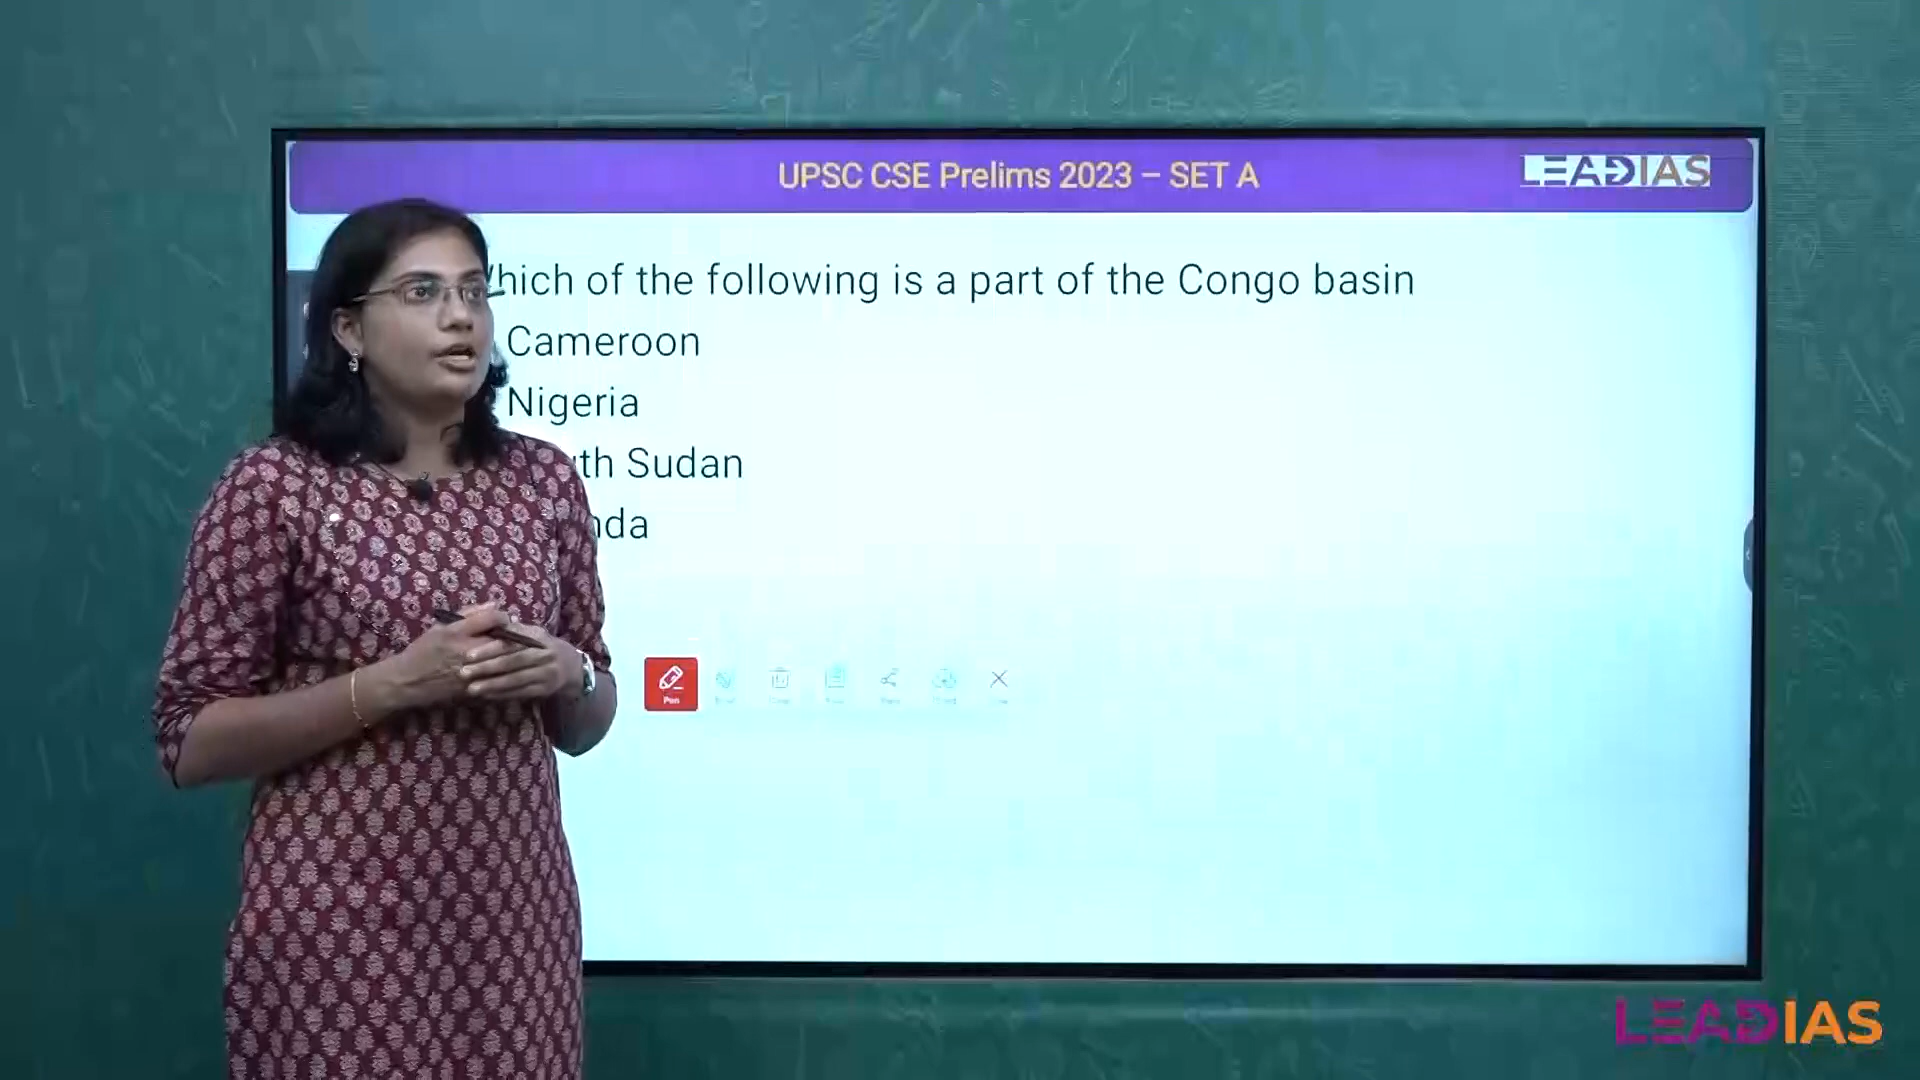 UPSC CSE Prelims 2023 – SET A
LEADIAS
hich of the following is a part of the Congo basin
Cameroon
Nigeria
th Sudan
nda
Pen
LEADIAS